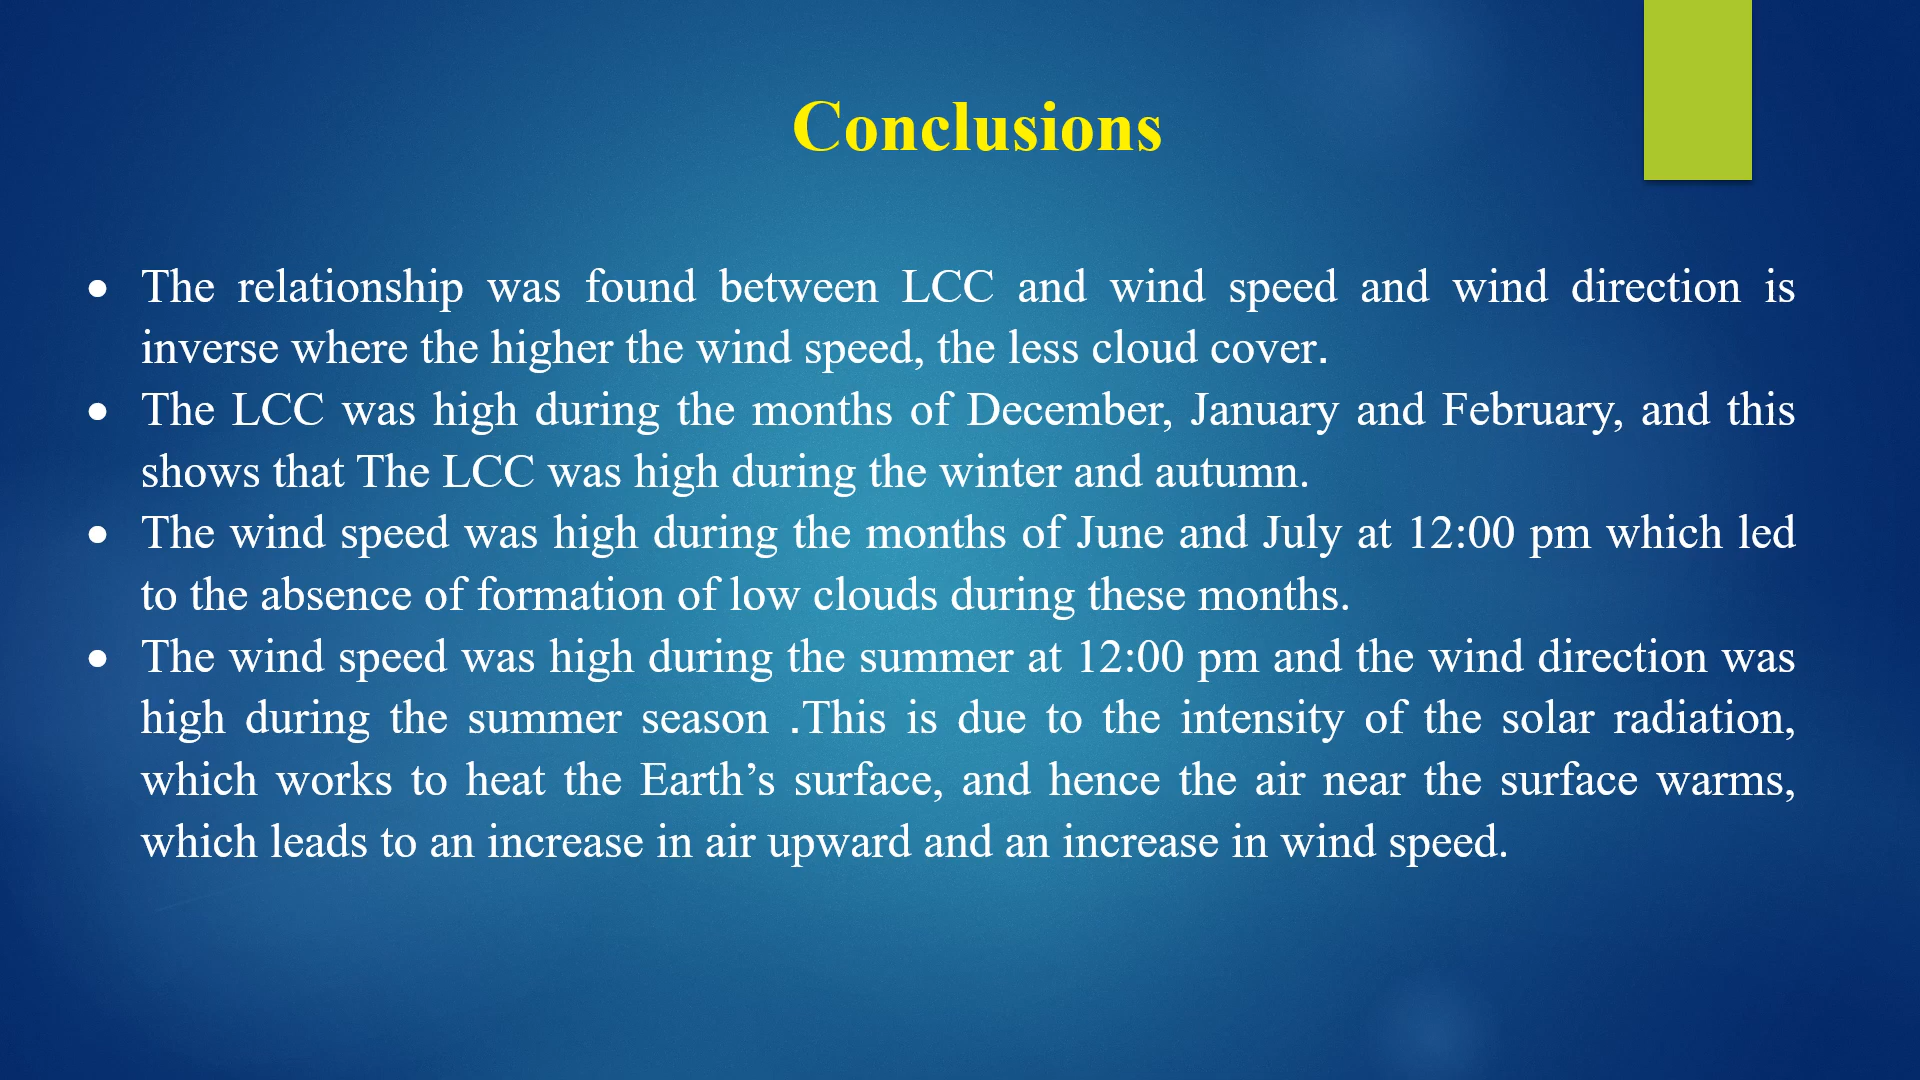 Conclusions
• The relationship was found between LCC and wind speed and wind direction is
inverse where the higher the wind speed, the less cloud cover.
• The LCC was high during the months of December, January and February, and this
shows that The LCC was high during the winter and autumn.
• The wind speed was high during the months of June and July at 12:00 pm which led
to the absence of formation of low clouds during these months.
• The wind speed was high during the summer at 12:00 pm and the wind direction was
high during the summer season .This is due to the intensity of the solar radiation,
which works to heat the Earth’s surface, and hence the air near the surface warms,
which leads to an increase in air upward and an increase in wind speed.